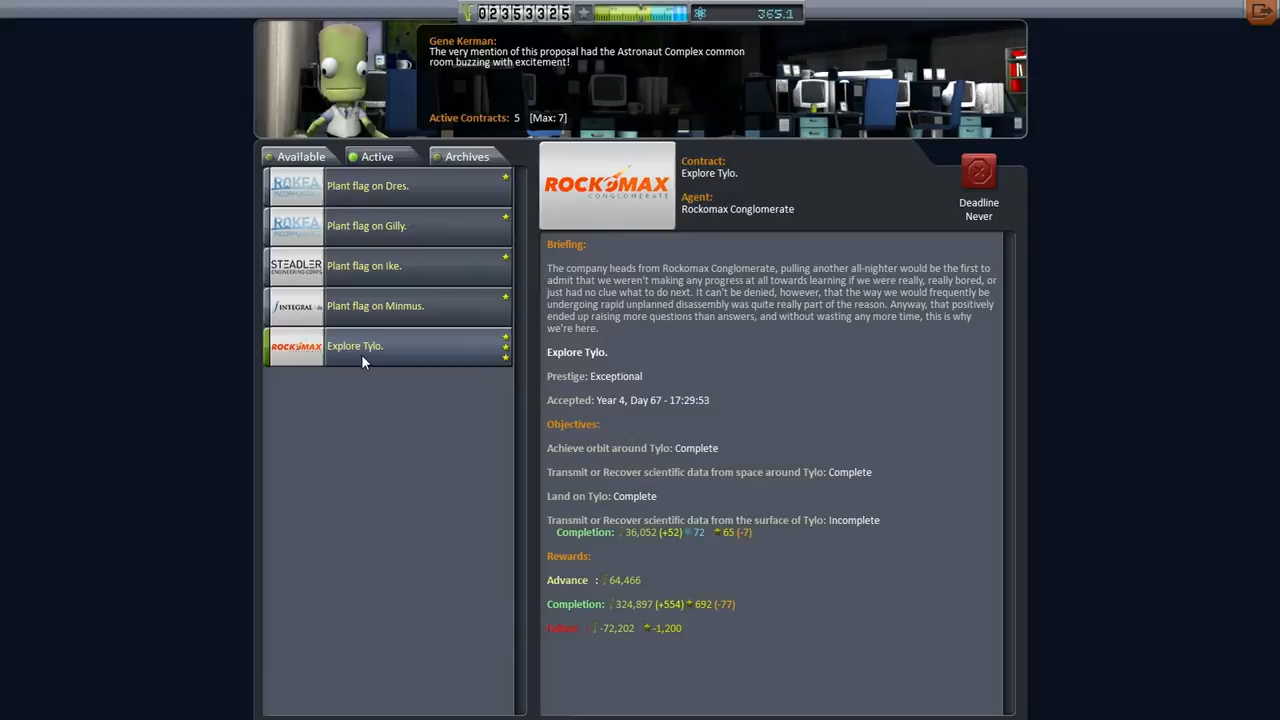 02353325
365.1
Gene Kerman:
The very mention of this proposal had the Astronaut Complex common
room buzzing with excitement!
Active Contracts: 5 [Max: 7]
Available
Active
Archives
ROKEA
Plant flag on Dres.
ROKEA
Plant flag on Gilly.
STEADLER
ENGINEERING CORPS
Plant flag on Ike.
INTEGRAL
Plant flag on Minmus.
ROCKOMAX
Explore Tylo.
ROCKOMAX
CONGLOMERATE
Contract:
Explore Tylo.
Agent:
Rockomax Conglomerate
Deadline
Never
Briefing:
The company heads from Rockomax Conglomerate, pulling another all-nighter would be the first to
admit that we weren't making any progress at all towards learning if we were really, really bored, or
just had no clue what to do next. It can't be denied, however, that the way we would frequently be
undergoing rapid unplanned disassembly was quite really part of the reason. Anyway, that positively
ended up raising more questions than answers, and without wasting any more time, this is why
we're here.
Explore Tylo.
Prestige: Exceptional
Accepted: Year 4, Day 67 - 17:29:53
Objectives:
Achieve orbit around Tylo: Complete
Transmit or Recover scientific data from space around Tylo: Complete
Land on Tylo: Complete
Transmit or Recover scientific data from the surface of Tylo: Incomplete
Completion: 36,052 (+52) 72 65 (-7)
Rewards:
Advance : 64,466
Completion: 324,897 (+554) 692 (-77)
Failure : -72,202 -1,200